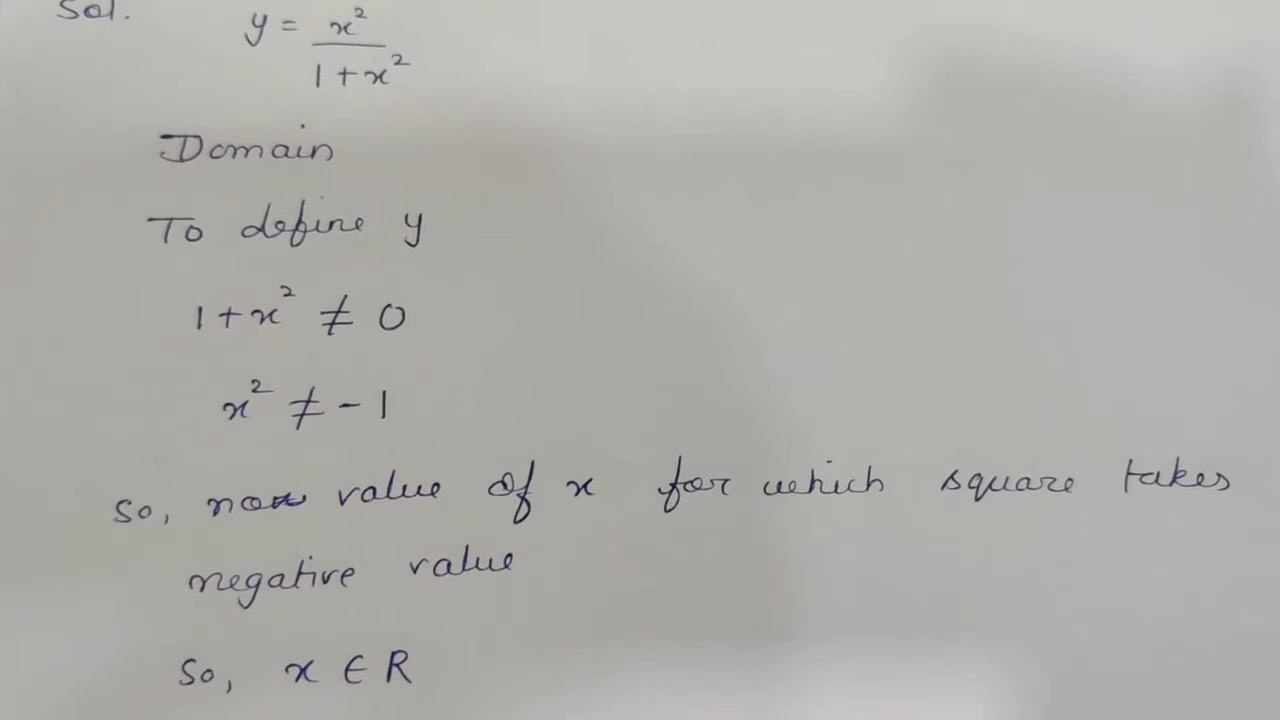 Sol. y = x²/1+x²
Domain
To define y
1+x² ≠ 0
x² ≠ -1
So, value of x for which square takes
negative value
So, x ∈ R